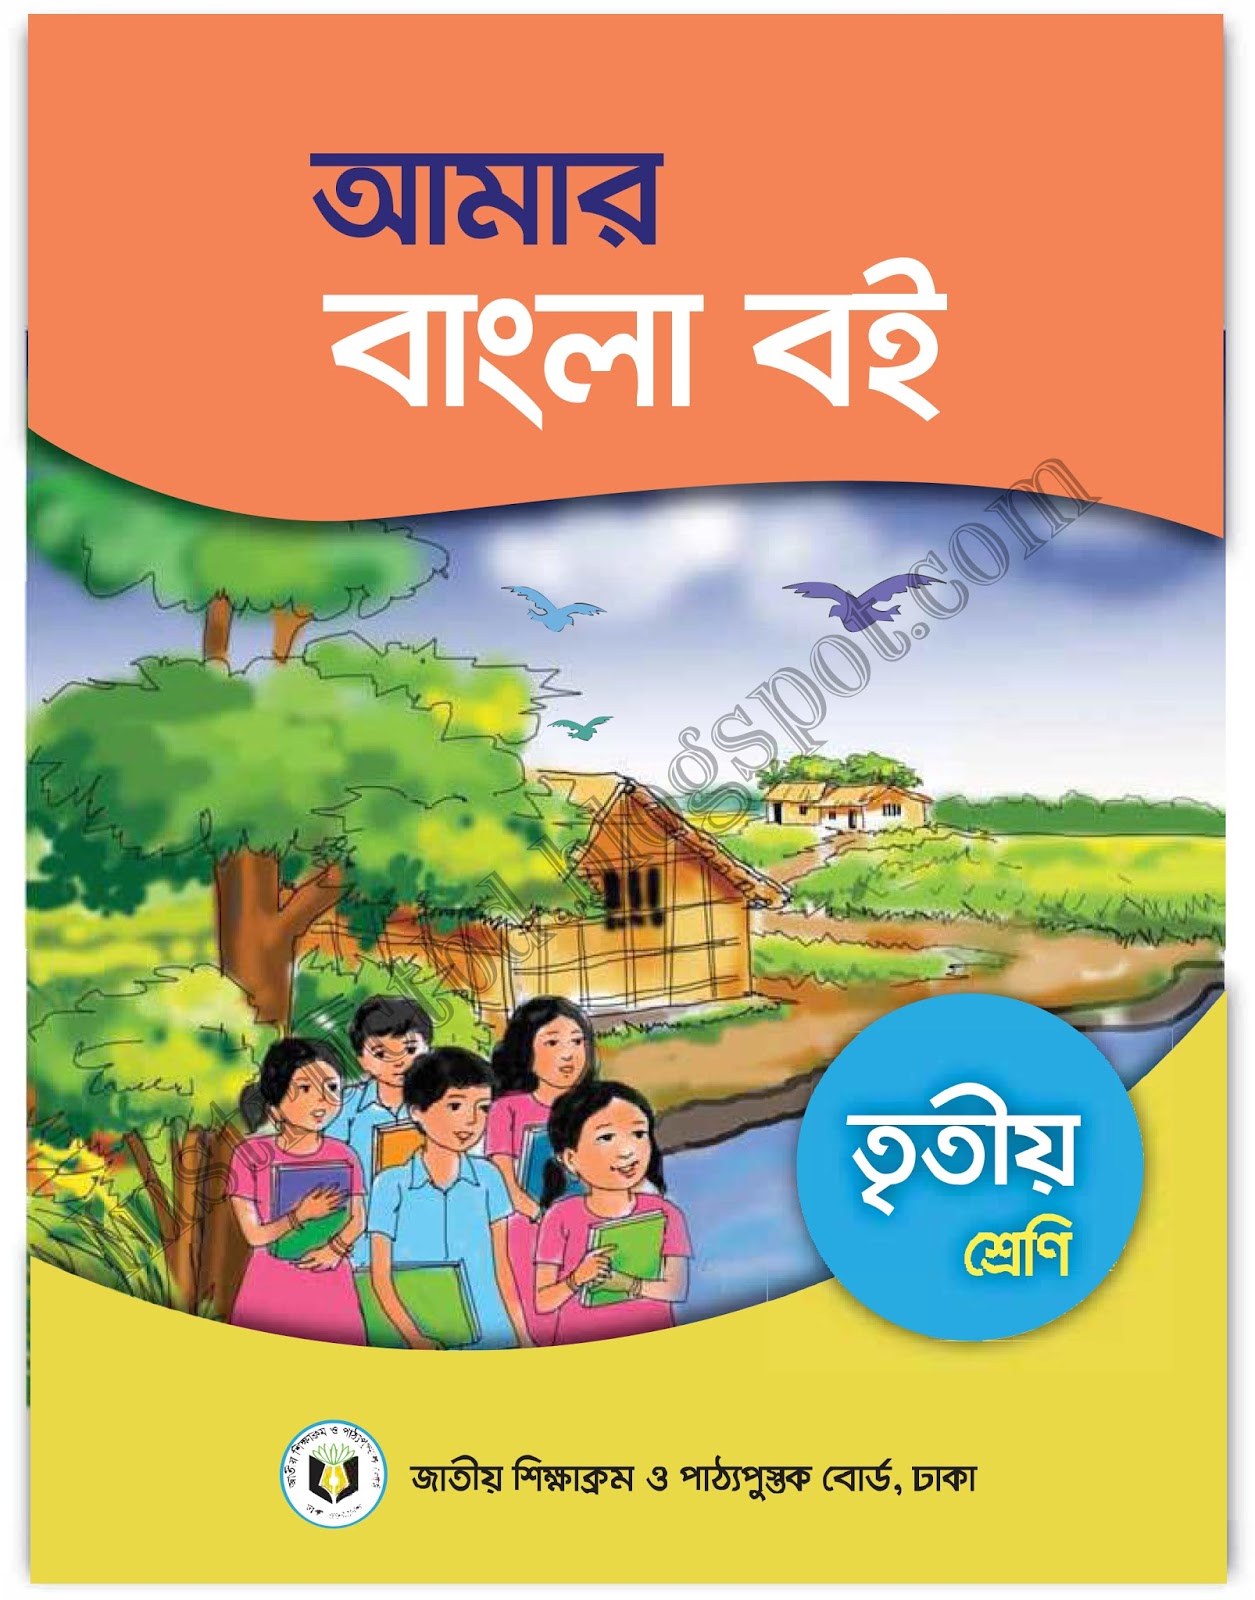 আমার
বাংলা বই
তৃতীয়
শ্রেণি
জাতীয় শিক্ষাক্রম ও পাঠ্যপুস্তক বোর্ড, ঢাকা